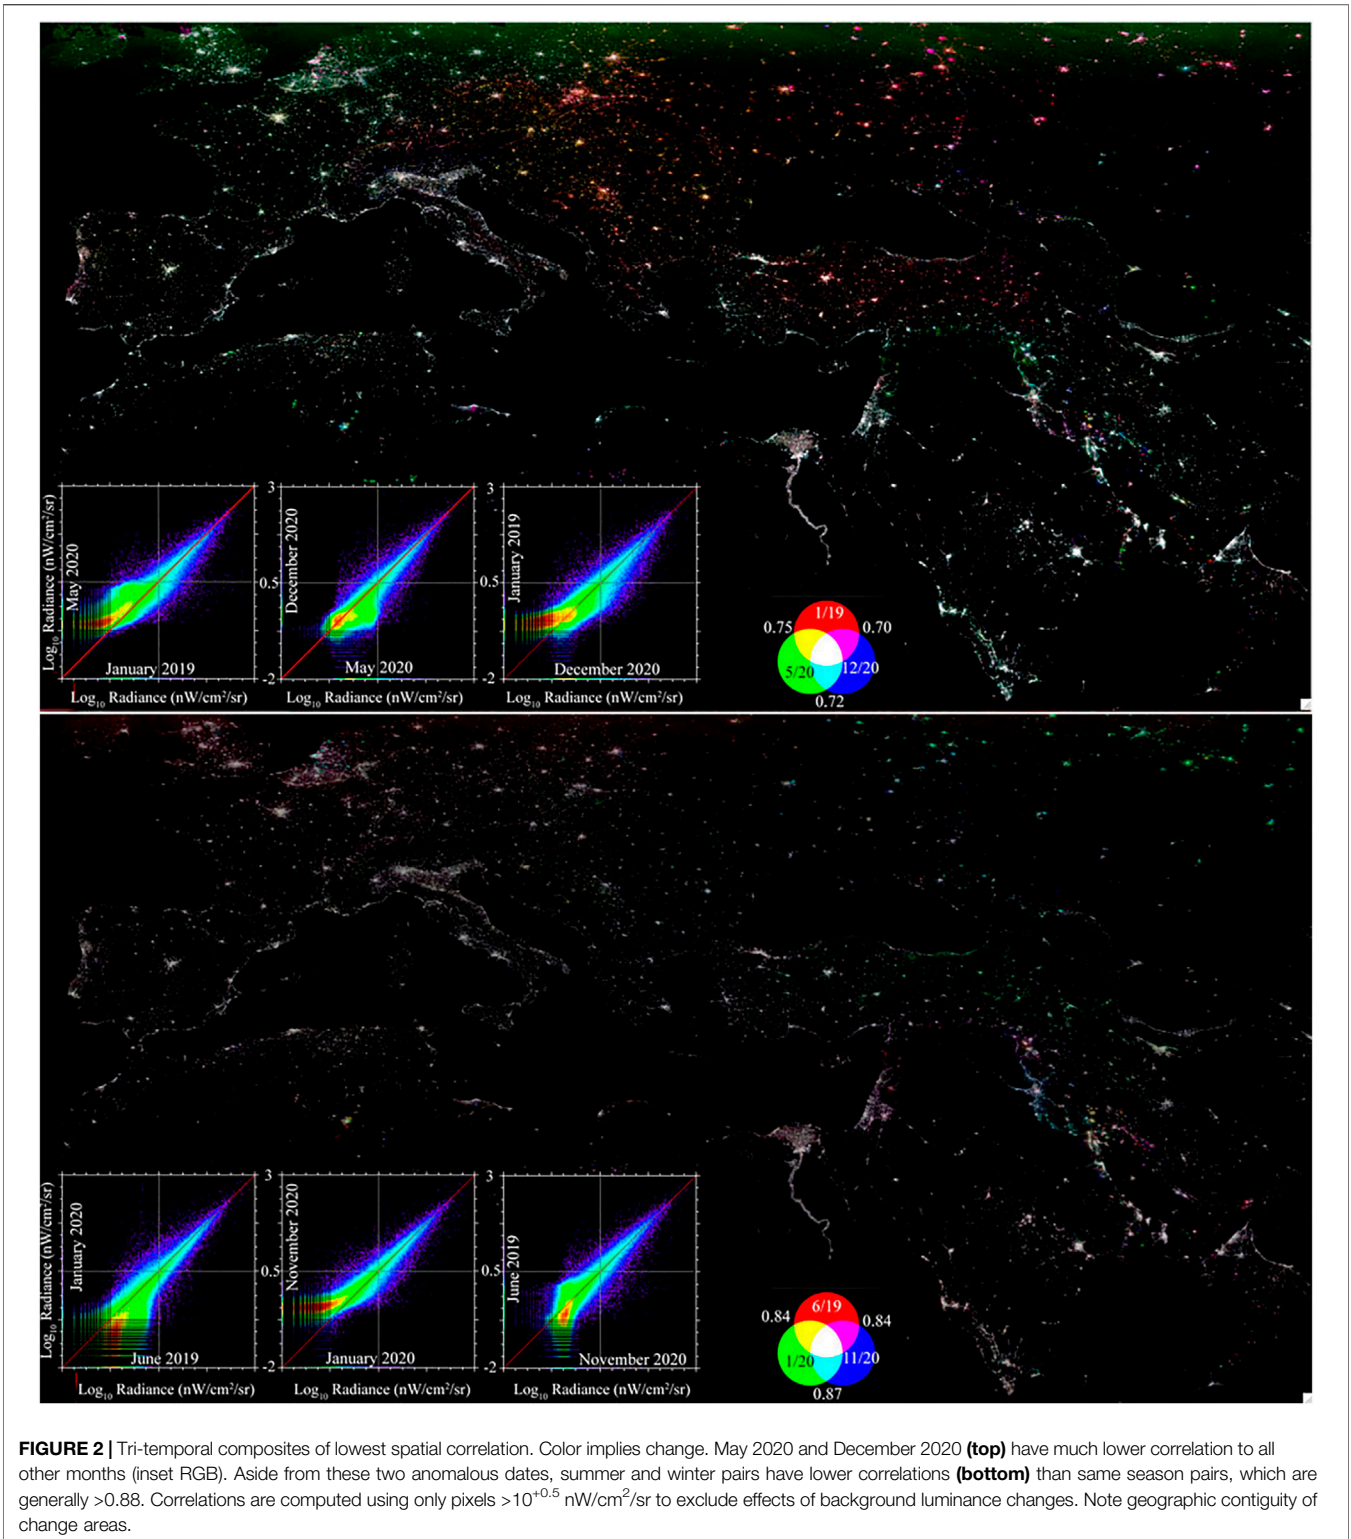 Log10 Radiance (nW/cm2/sr)
May 2020
January 2019
Log10 Radiance (nW/cm2/sr)
3
0.5
-2
December 2020
May 2020
Log10 Radiance (nW/cm2/sr)
3
0.5
-2
January 2019
December 2020
Log10 Radiance (nW/cm2/sr)
1/19
0.75
0.70
5/20
12/20
0.72
Log10 Radiance (nW/cm2/sr)
January 2020
June 2019
Log10 Radiance (nW/cm2/sr)
3
0.5
-2
November 2020
January 2020
Log10 Radiance (nW/cm2/sr)
3
0.5
-2
June 2019
November 2020
Log10 Radiance (nW/cm2/sr)
6/19
0.84
0.84
1/20
11/20
0.87
FIGURE 2 | Tri-temporal composites of lowest spatial correlation. Color implies change. May 2020 and December 2020 (top) have much lower correlation to all
other months (inset RGB). Aside from these two anomalous dates, summer and winter pairs have lower correlations (bottom) than same season pairs, which are
generally >0.88. Correlations are computed using only pixels >10+0.5 nW/cm2/sr to exclude effects of background luminance changes. Note geographic contiguity of
change areas.